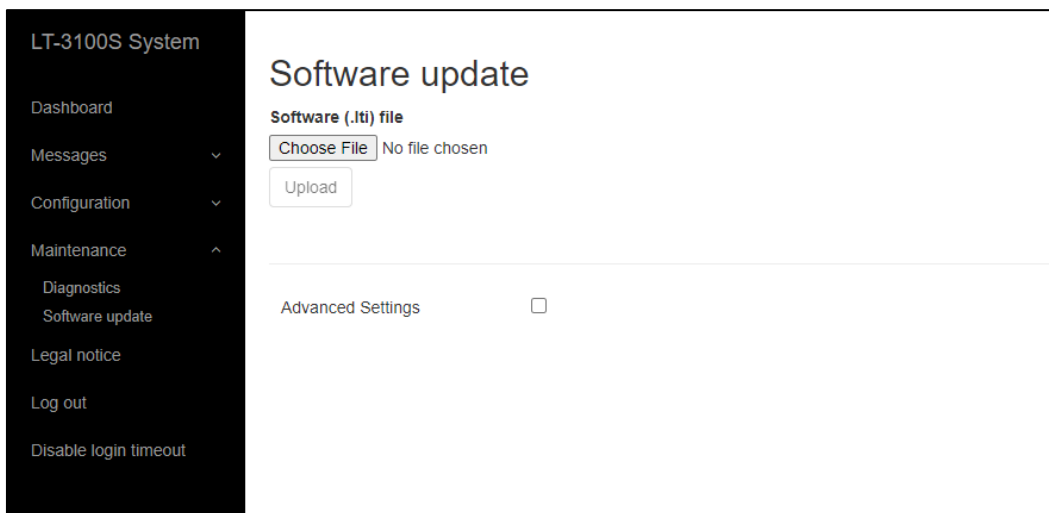 LT-3100S System
Dashboard
Messages
Configuration
Maintenance
Diagnostics
Software update
Legal notice
Log out
Disable login timeout
Software update
Software (.lti) file
Choose File No file chosen
Upload
Advanced Settings